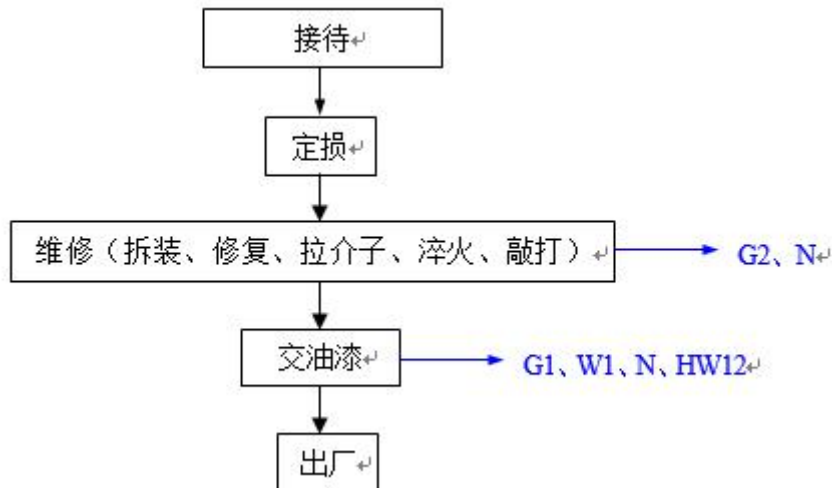 接待
定损
维修（拆装、修复、拉介子、淬火、敲打）
G2、N
交油漆
G1、W1、N、HW12
出厂